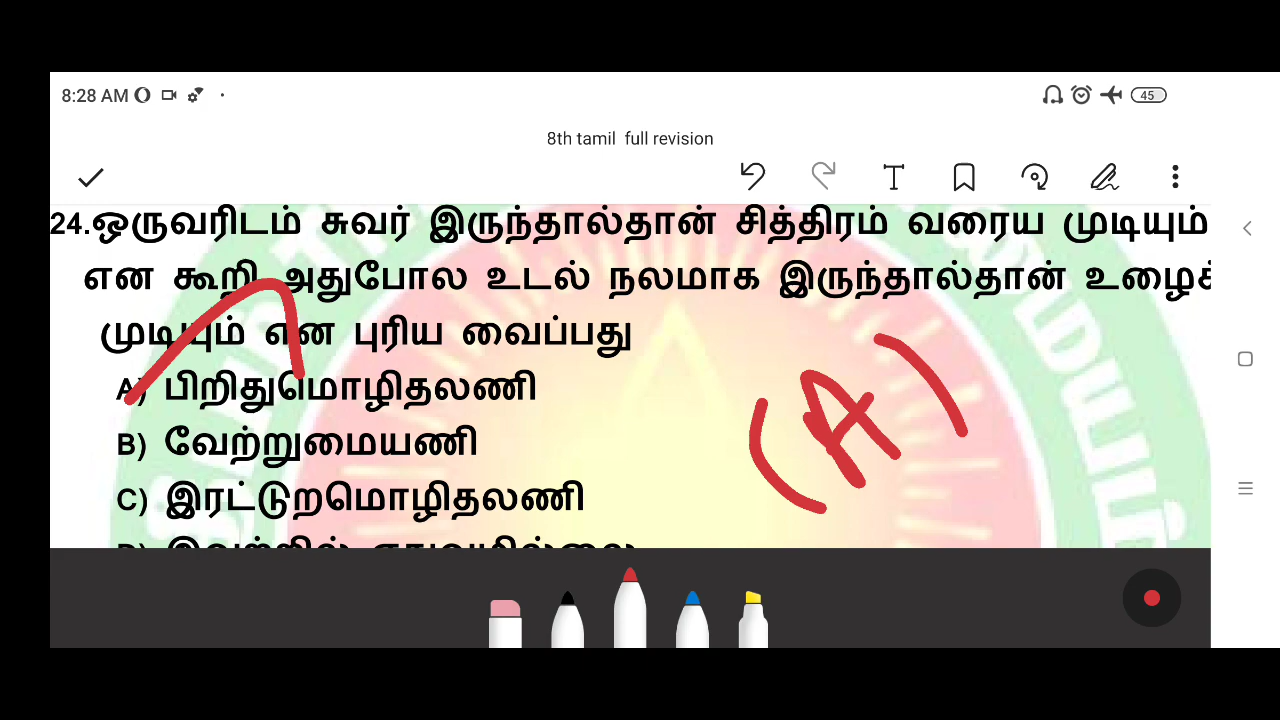 8:28 AM
45
8th tamil full revision
24.ஒருவரிடம் சுவர் இருந்தால்தான் சித்திரம் வரைய முடியும்
என கூறி அதுபோல உடல் நலமாக இருந்தால்தான்
முடியும் என புரிய வைப்பது
A) பிறிதுமொழிதலணி
B) வேற்றுமையணி
(A)
C) இரட்டுறமொழிதலணி